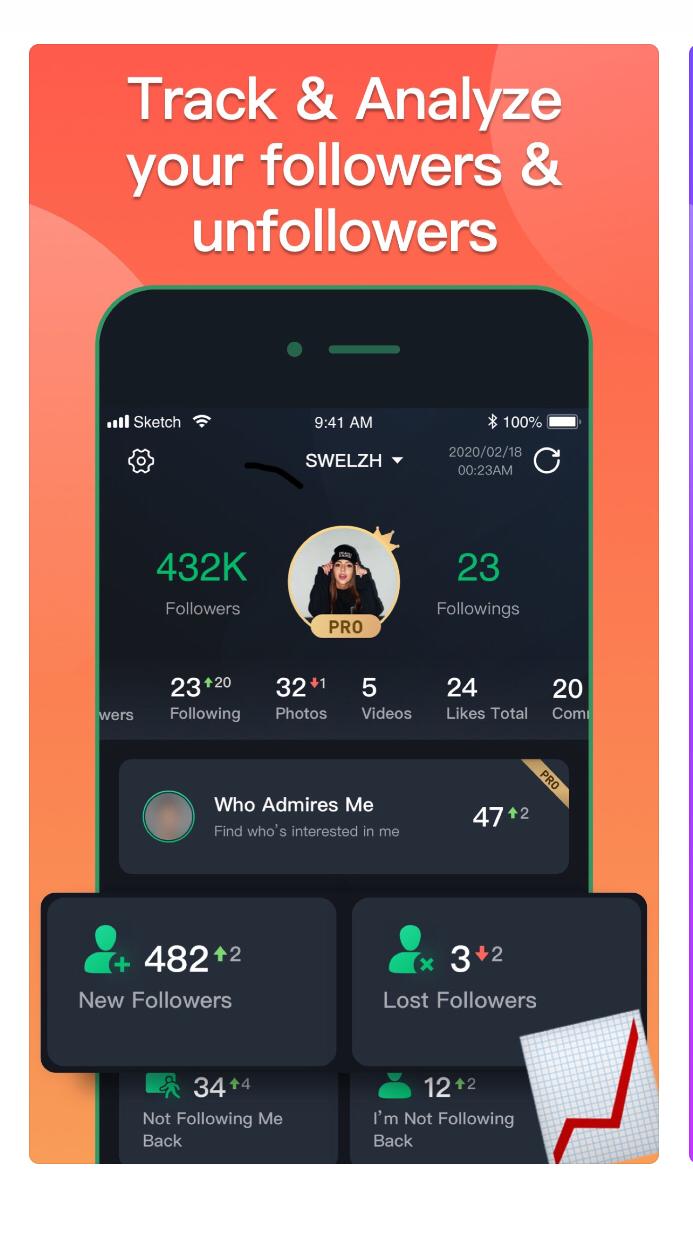 Track & Analyze
your followers &
unfollowers
Sketch 9:41 AM 100%
SWELZH 2020/02/18
00:23AM
432K 23
Followers Followings
PRO
23 20 32 1 5 24 20
wers Following Photos Videos Likes Total Com
PRO
Who Admires Me 47 2
Find who's interested in me
482 2 3 2
New Followers Lost Followers
34 4 12 2
Not Following Me I'm Not Following
Back Back